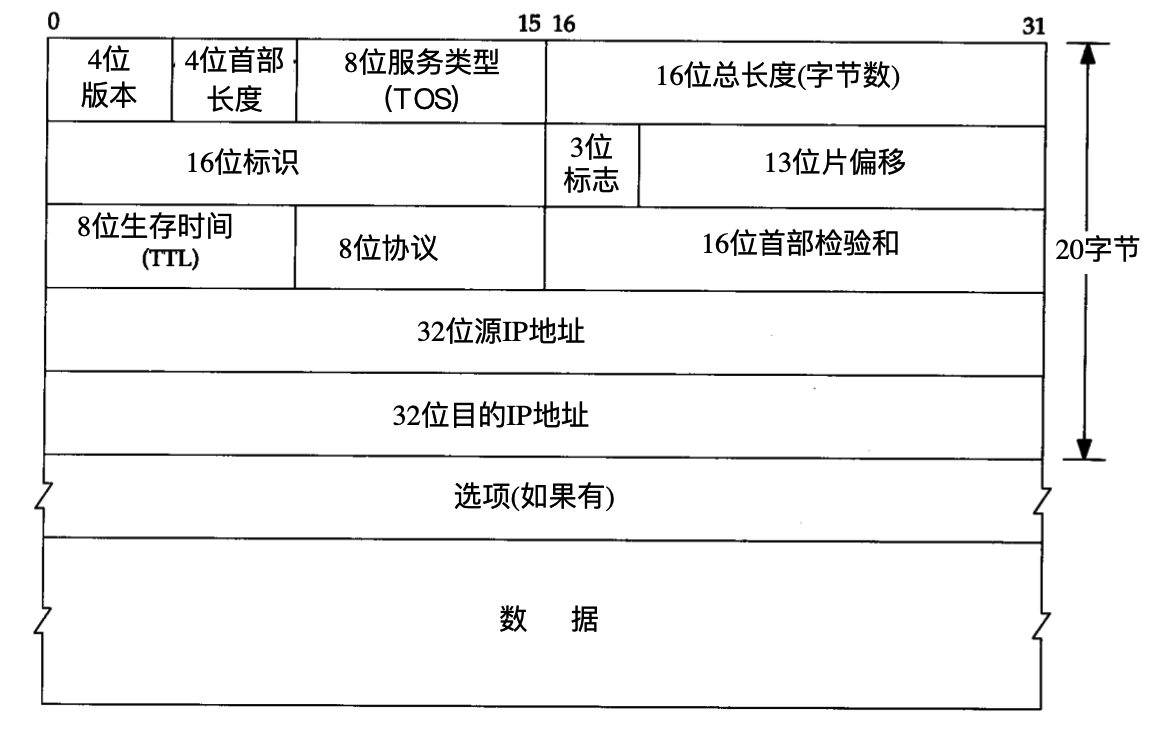 0 15 16 31
4位
版本
4位首部
长度
8位服务类型
(TOS)
16位总长度(字节数)
16位标识
3位
标志
13位片偏移
8位生存时间
(TTL)
8位协议
16位首部检验和
20字节
32位源IP地址
32位目的IP地址
选项(如果有)
数 据